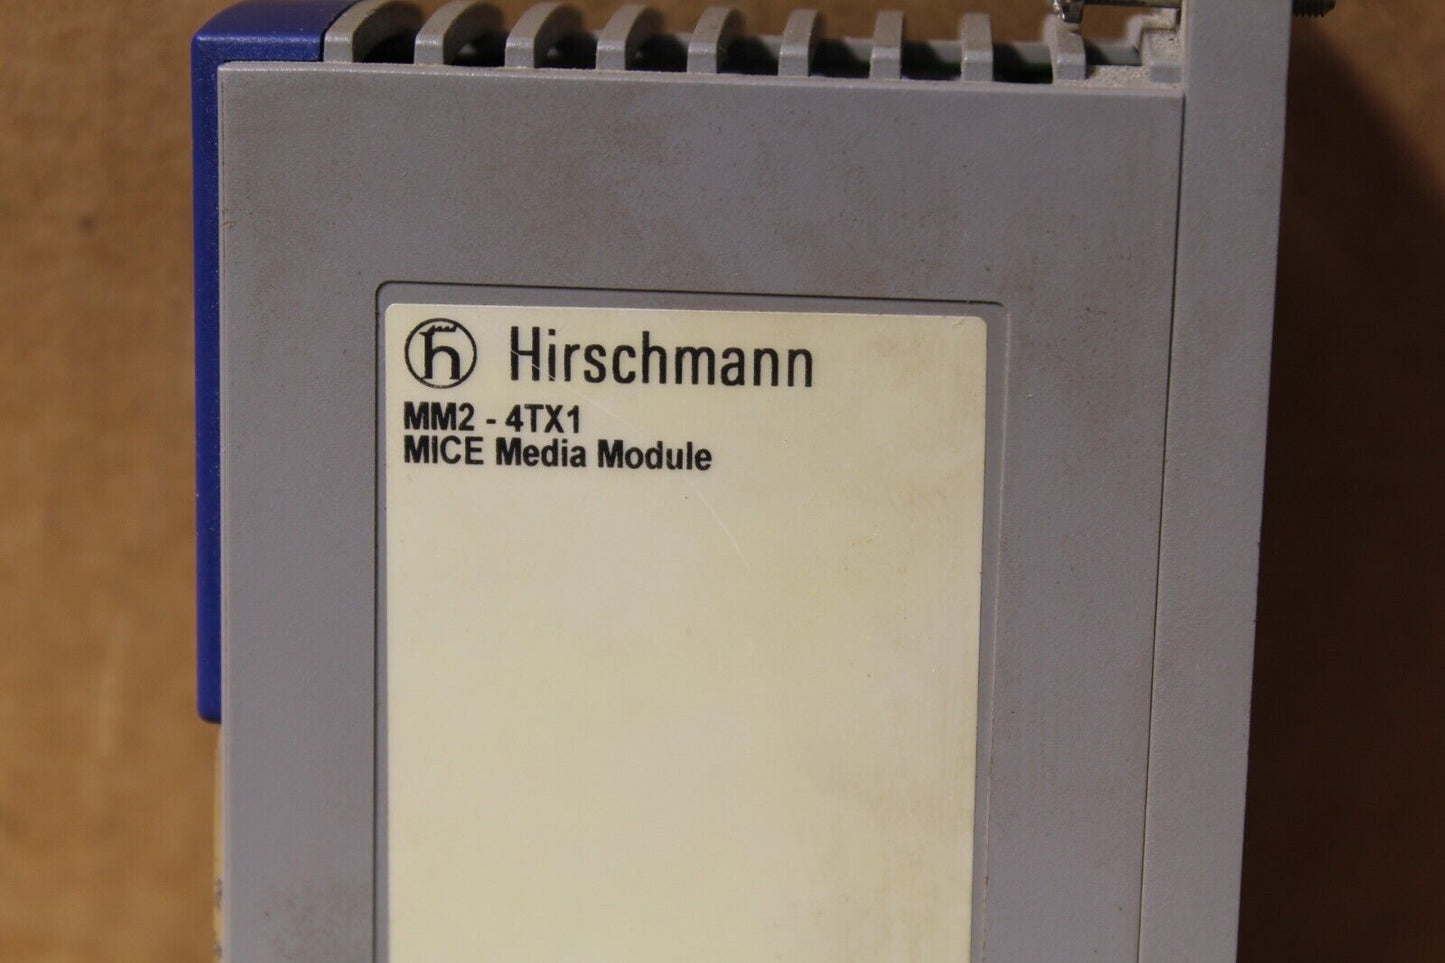 Hirschmann
MM2 - 4TX1
MICE Media Module